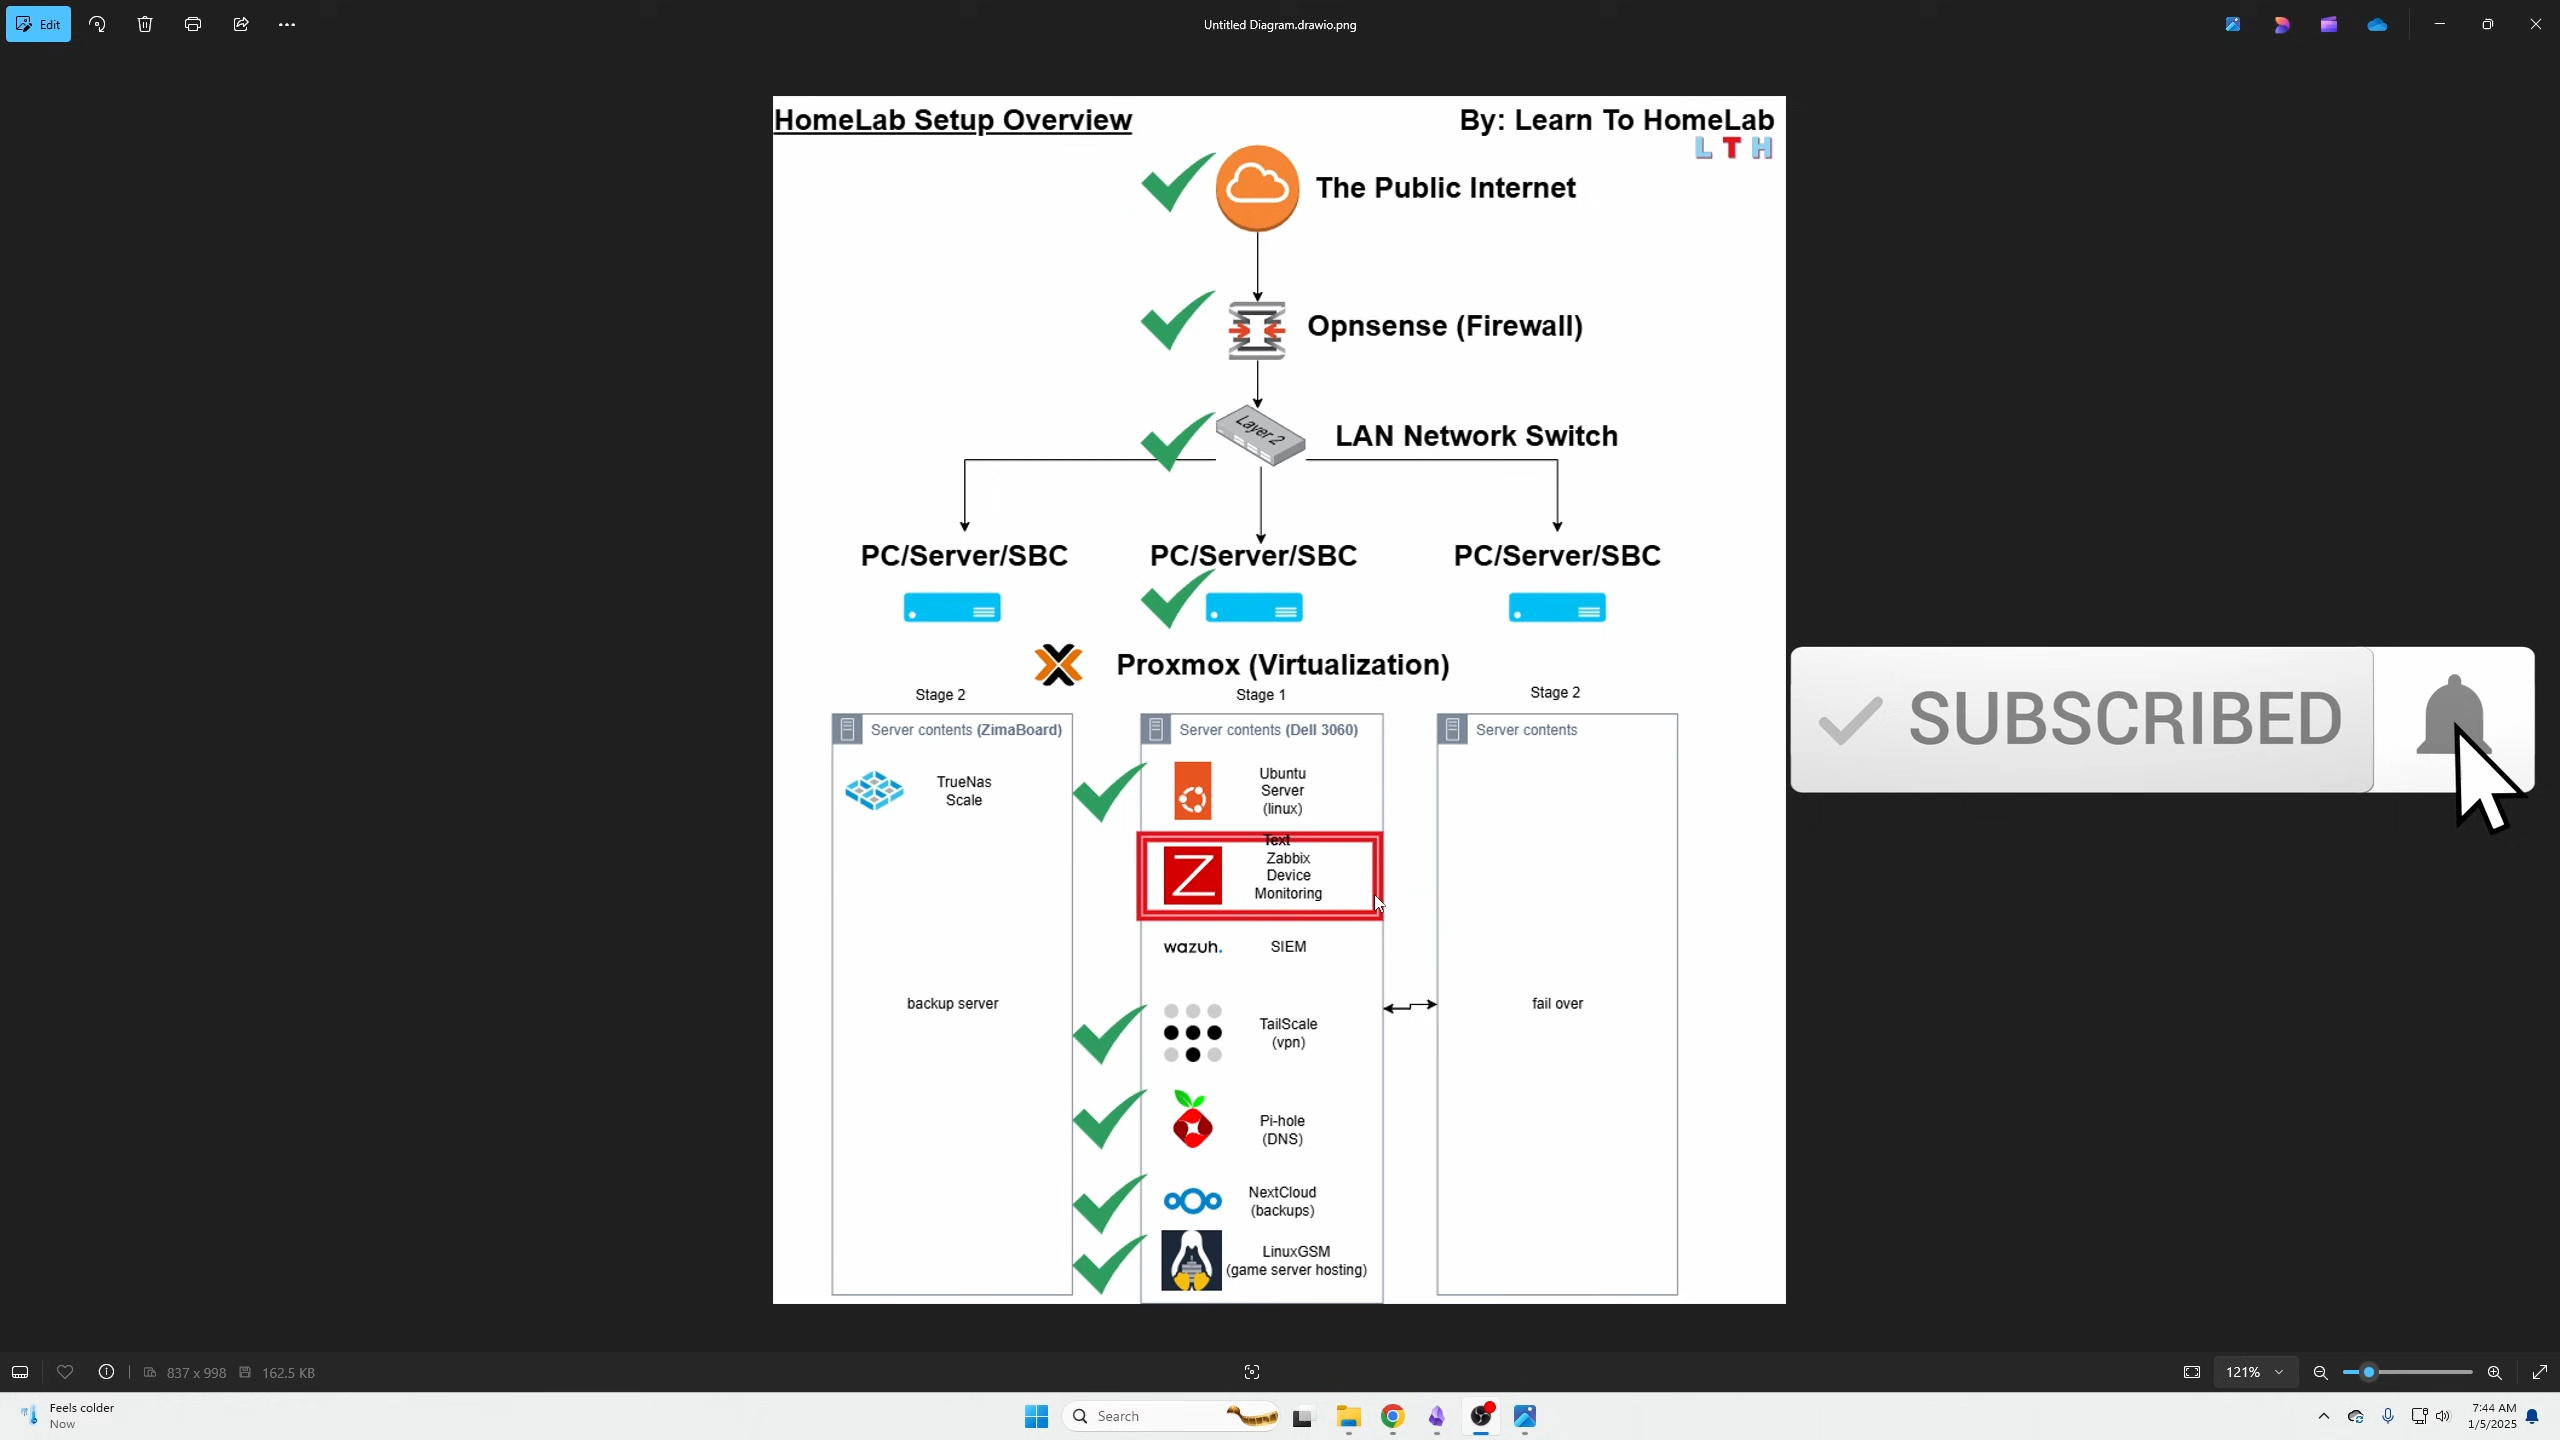 Edit
Untitled Diagram.drawio.png
HomeLab Setup Overview
By: Learn To HomeLab
L T H
The Public Internet
Opnsense (Firewall)
Layer 2
LAN Network Switch
PC/Server/SBC
PC/Server/SBC
PC/Server/SBC
Proxmox (Virtualization)
Stage 2
Stage 1
Stage 2
Server contents (ZimaBoard)
TrueNas
Scale
backup server
Server contents (Dell 3060)
Ubuntu
Server
(linux)
Text
Zabbix
Device
Monitoring
wazuh.
SIEM
TailScale
(vpn)
Pi-hole
(DNS)
NextCloud
(backups)
LinuxGSM
(game server hosting)
Server contents
fail over
SUBSCRIBED
837 x 998
162.5 KB
121%
Feels colder
Now
Search
7:44 AM
1/5/2025